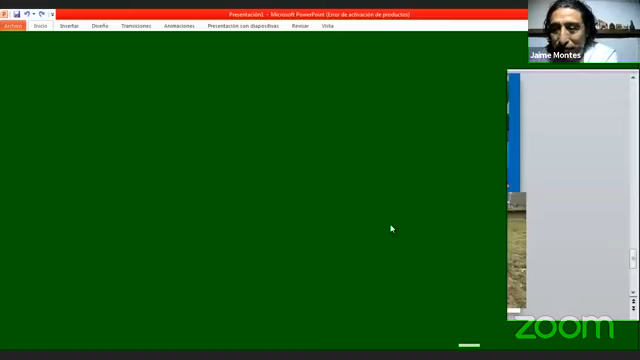 Presentación1 - Microsoft PowerPoint (Error de activación de productos)
Archivo Inicio Insertar Diseño Transiciones Animaciones Presentación con diapositivas Revisar Vista
Jaime Montes
zoom